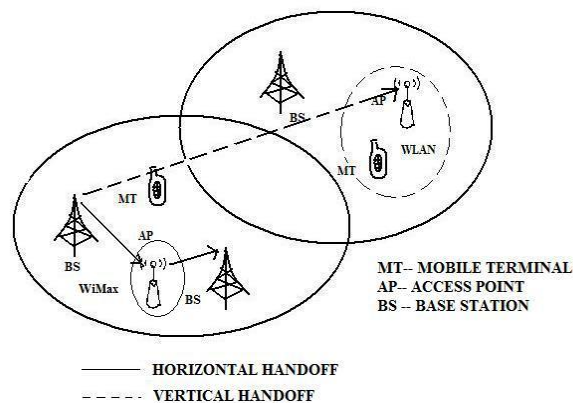 BS
AP
WLAN
MT
MT
AP
BS
WiMax
BS
MT-- MOBILE TERMINAL
AP-- ACCESS POINT
BS -- BASE STATION
HORIZONTAL HANDOFF
VERTICAL HANDOFF